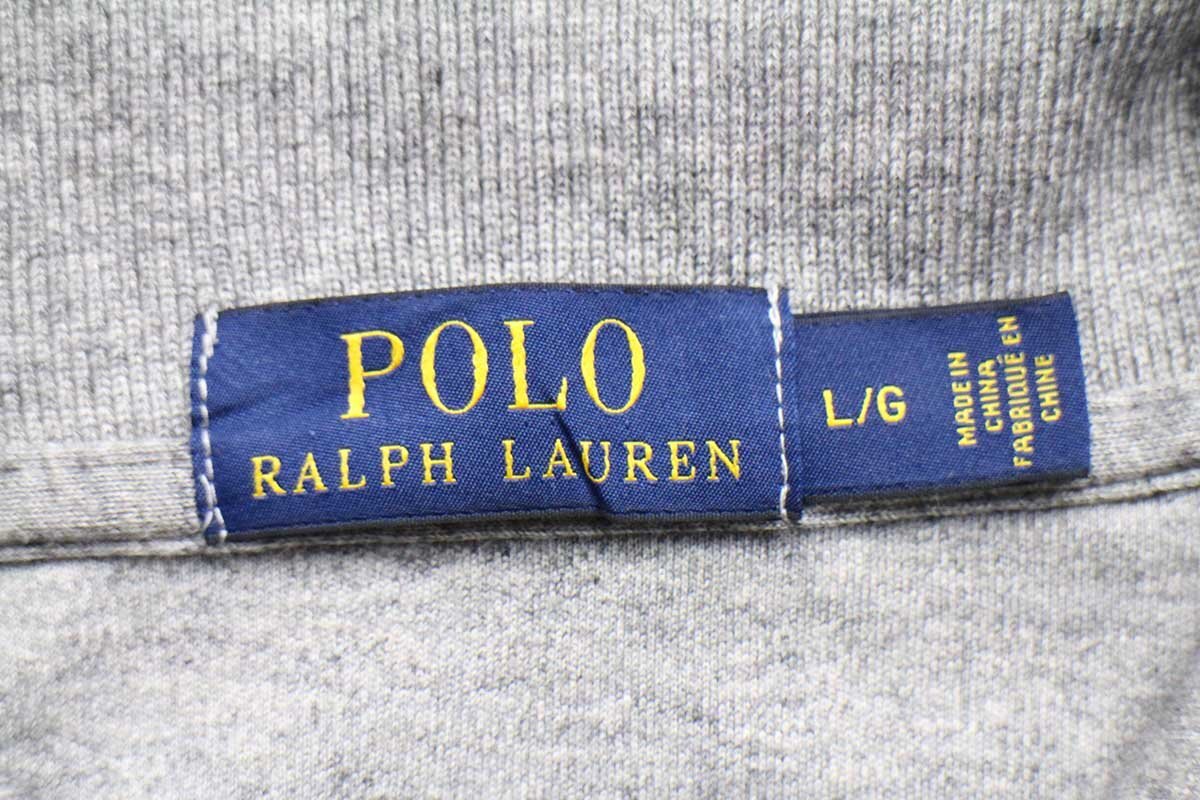 POLO
RALPH LAUREN
L/G
MADE IN
CHINA
FABRIQUÉ EN
CHINE